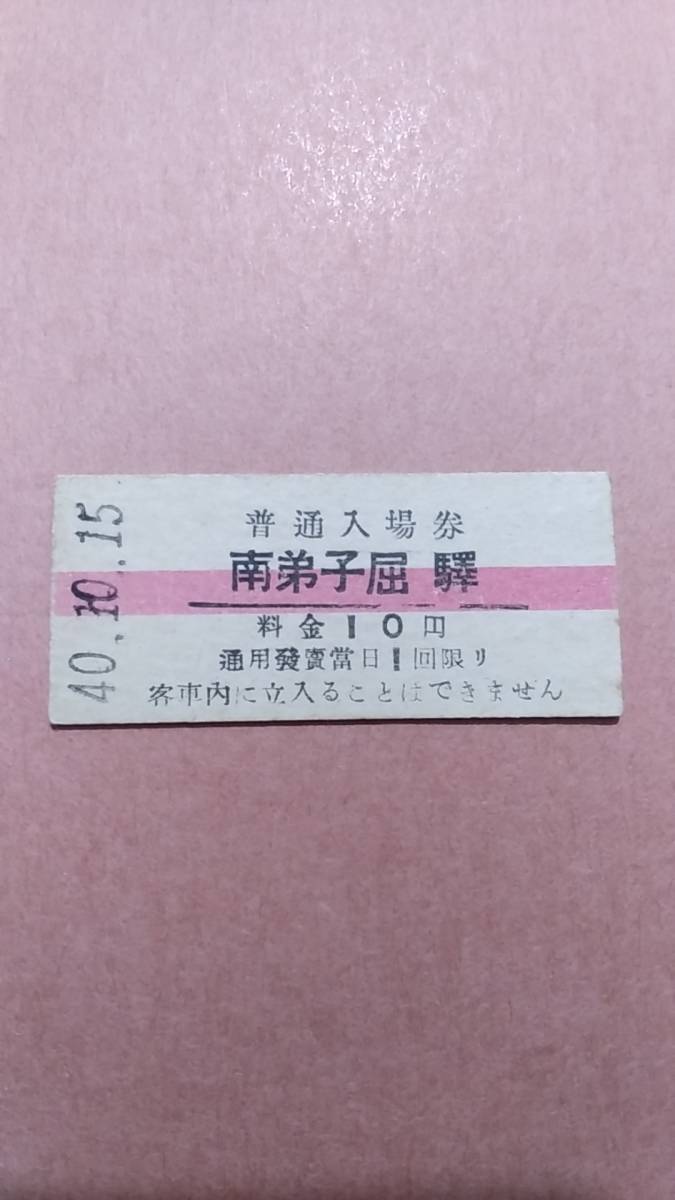 40.10.15
普通入場券
南弟子屈驛
料金10円
通用發賣當日1回限り
客車内に立入ることはできません